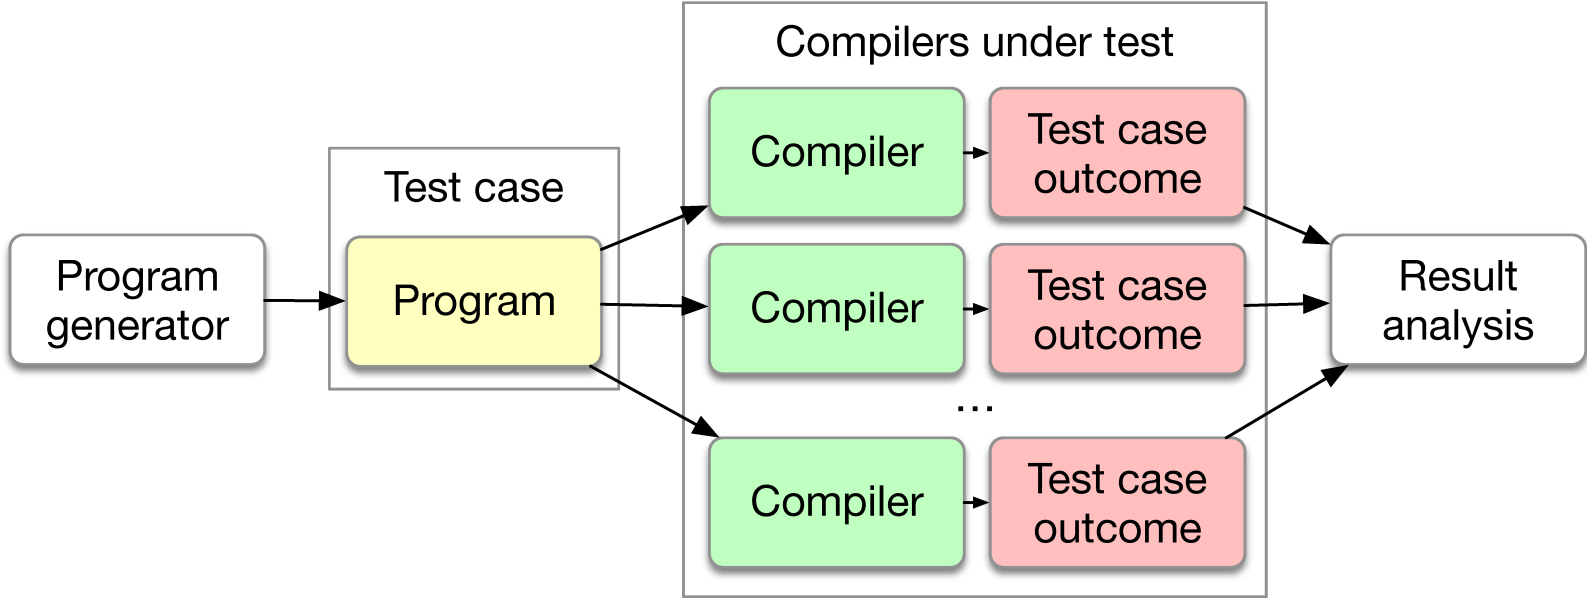 Compilers under test
Test case
Program
generator
Program
Compiler
Test case
outcome
Compiler
Test case
outcome
...
Compiler
Test case
outcome
Result
analysis